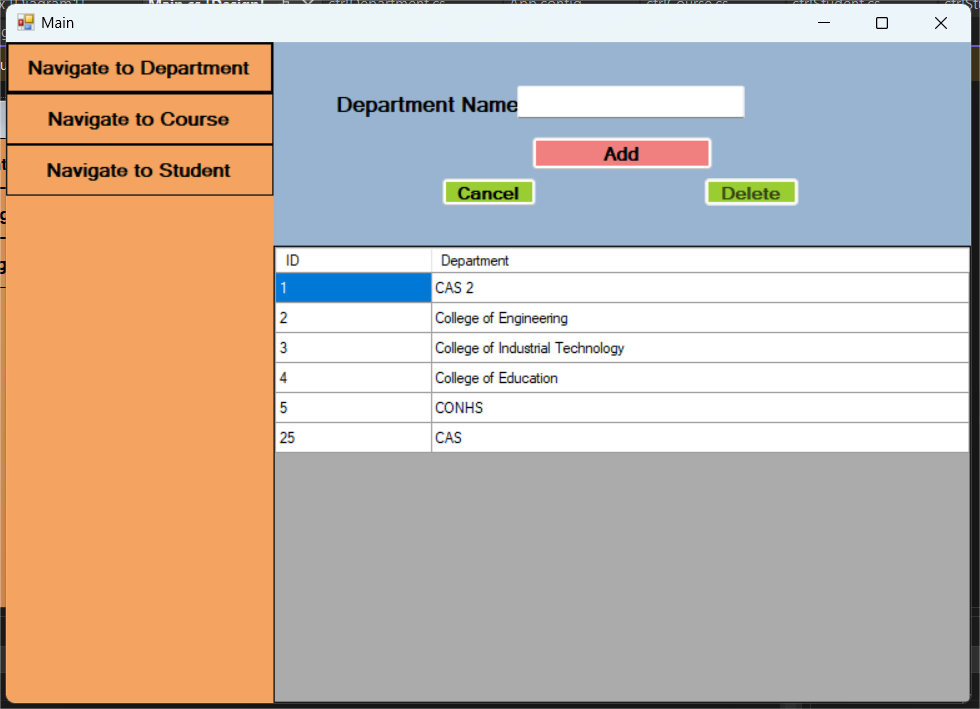 Main
Navigate to Department
Navigate to Course
Navigate to Student
Department Name
Add
Cancel Delete
ID Department
1 CAS 2
2 College of Engineering
3 College of Industrial Technology
4 College of Education
5 CONHS
25 CAS